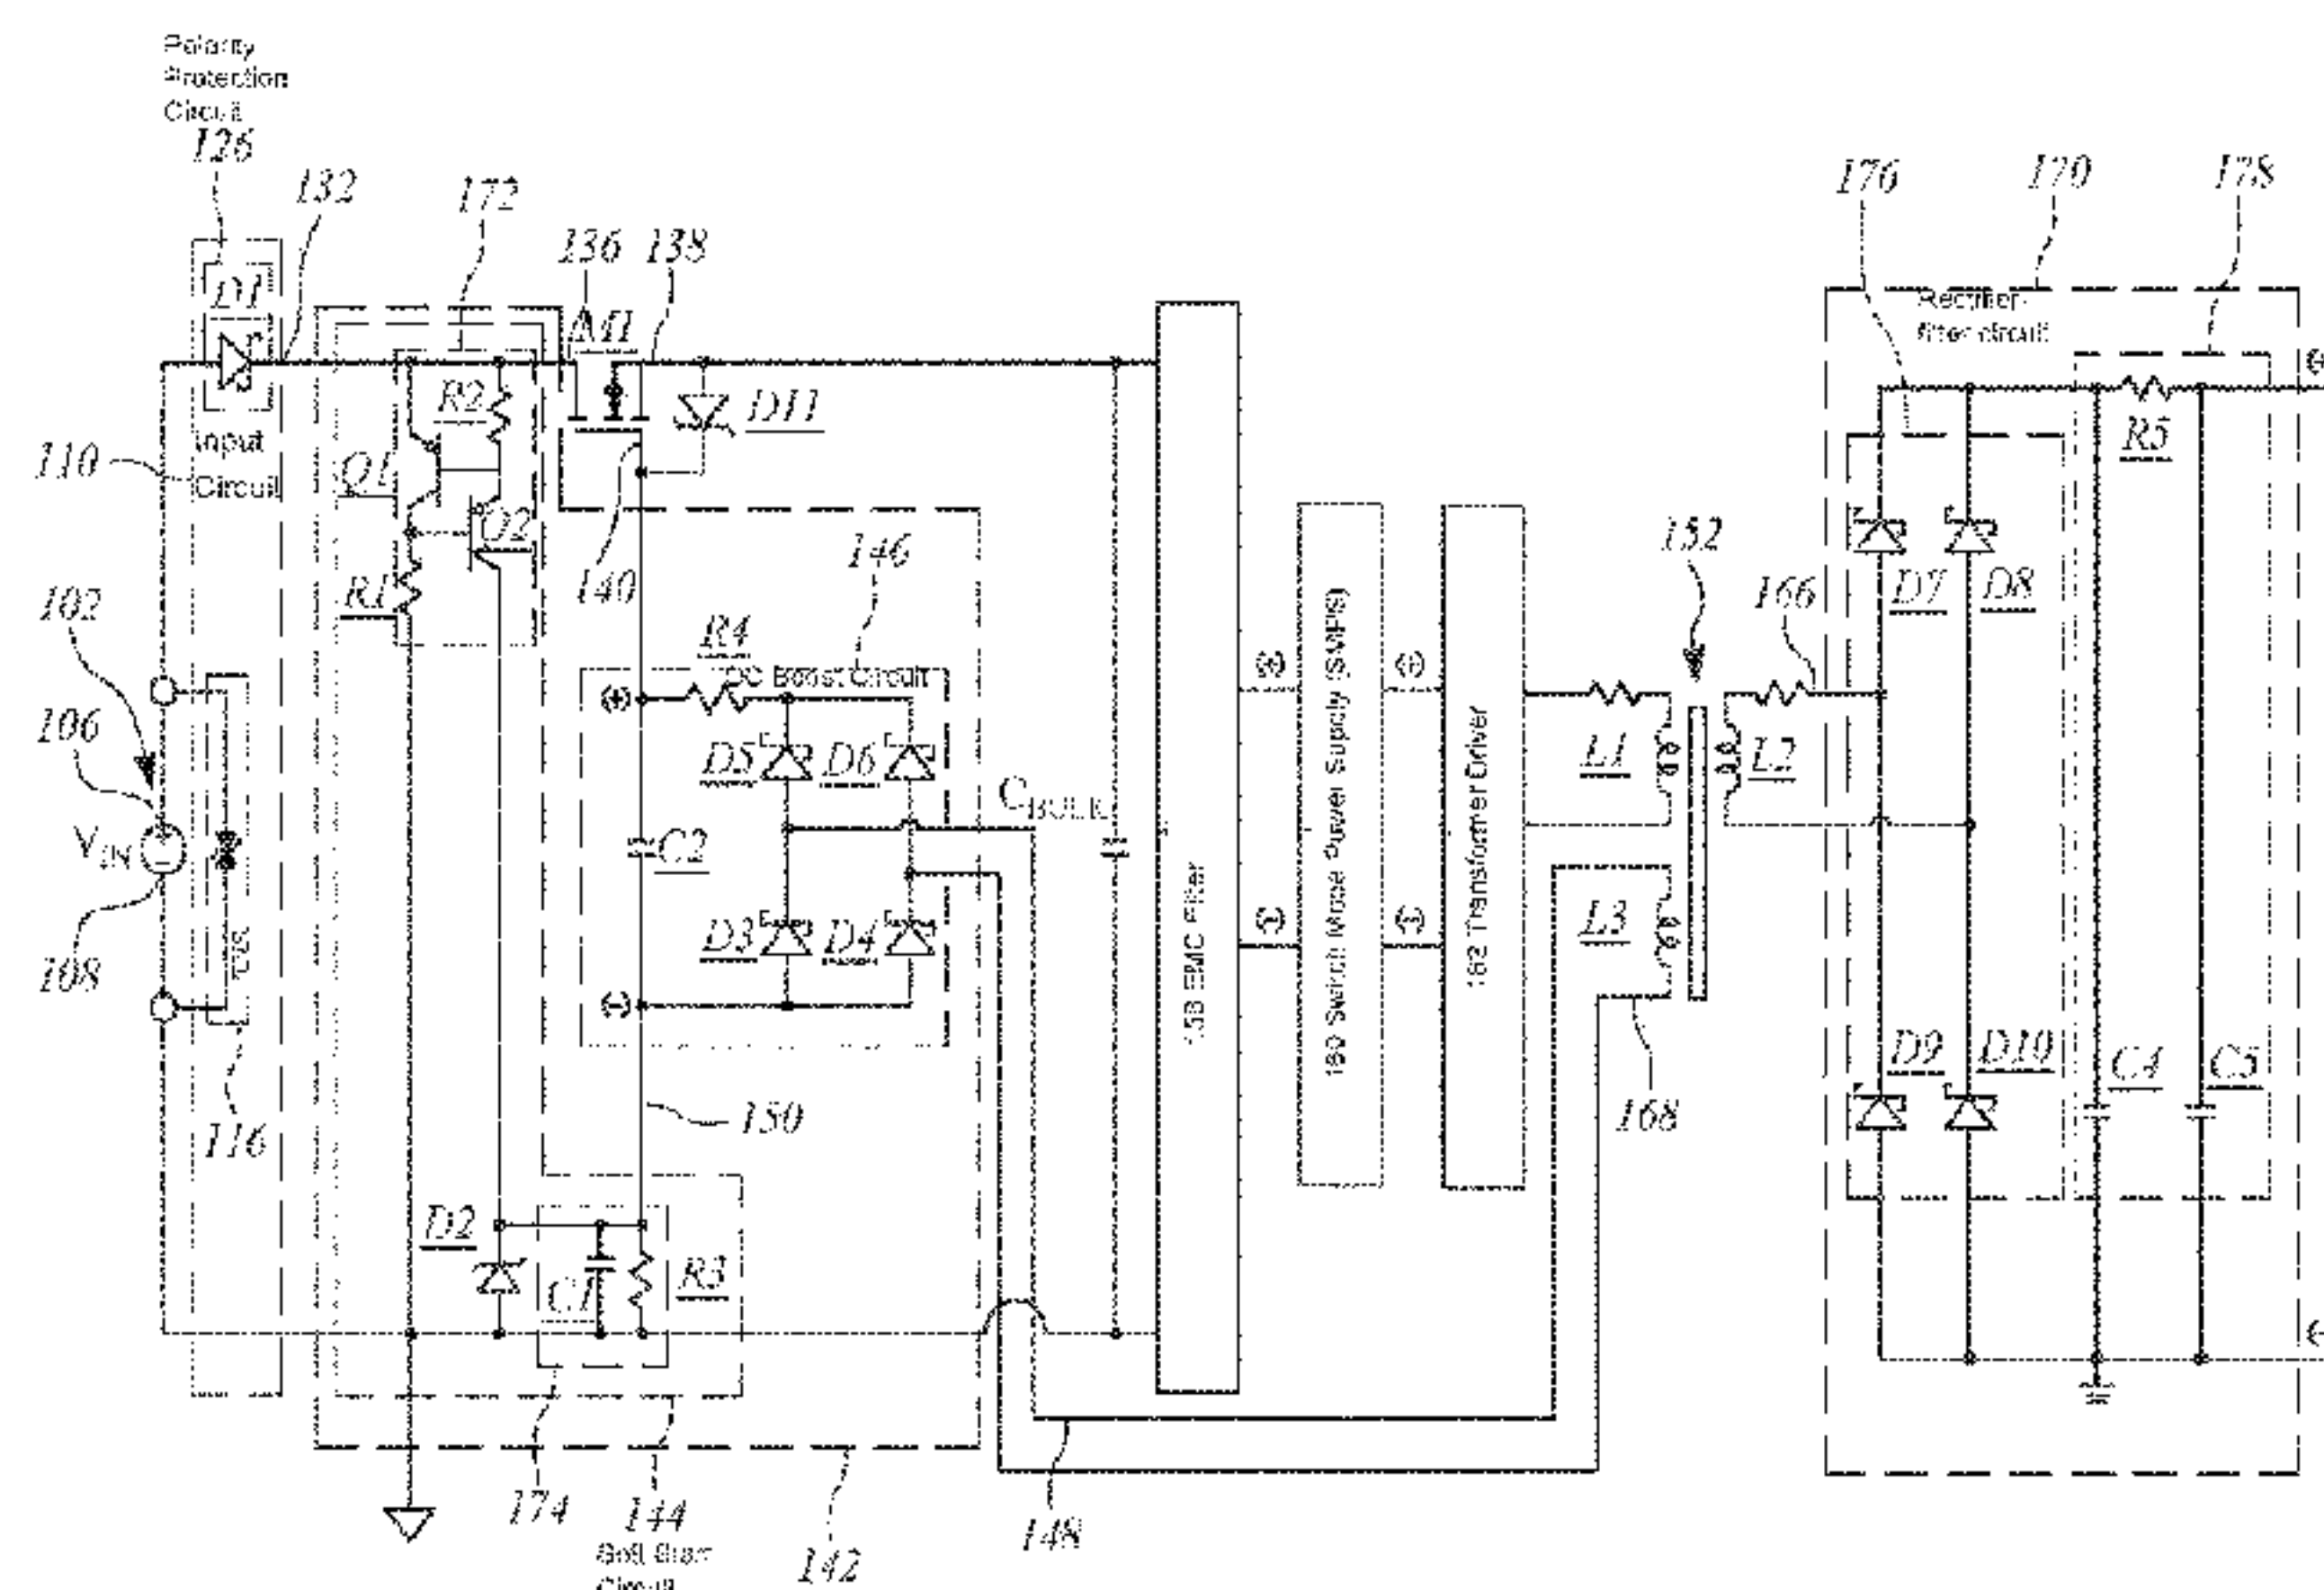 Polarity
Protection
Circuit
126
132
172
136
138
176
170
178
D1
M1
Rectifier-
filter circuit
R2
D11
Input
Circuit
110
Q1
Q2
R5
146
140
152
102
R1
166
D7
D8
R4
DC Boost Circuit
(+)
(+)
(+)
106
D5
D6
L1
L2
C BULK
V IN
C2
160 Switch Mode Power Supply (SMPS)
162 Transformer Driver
158 EMC Filter
D3
D4
L3
(-)
(-)
(-)
108
D9
D10
C4
C5
150
168
116
D2
C1
R3
174
144
148
142
Soft Start
Circuit